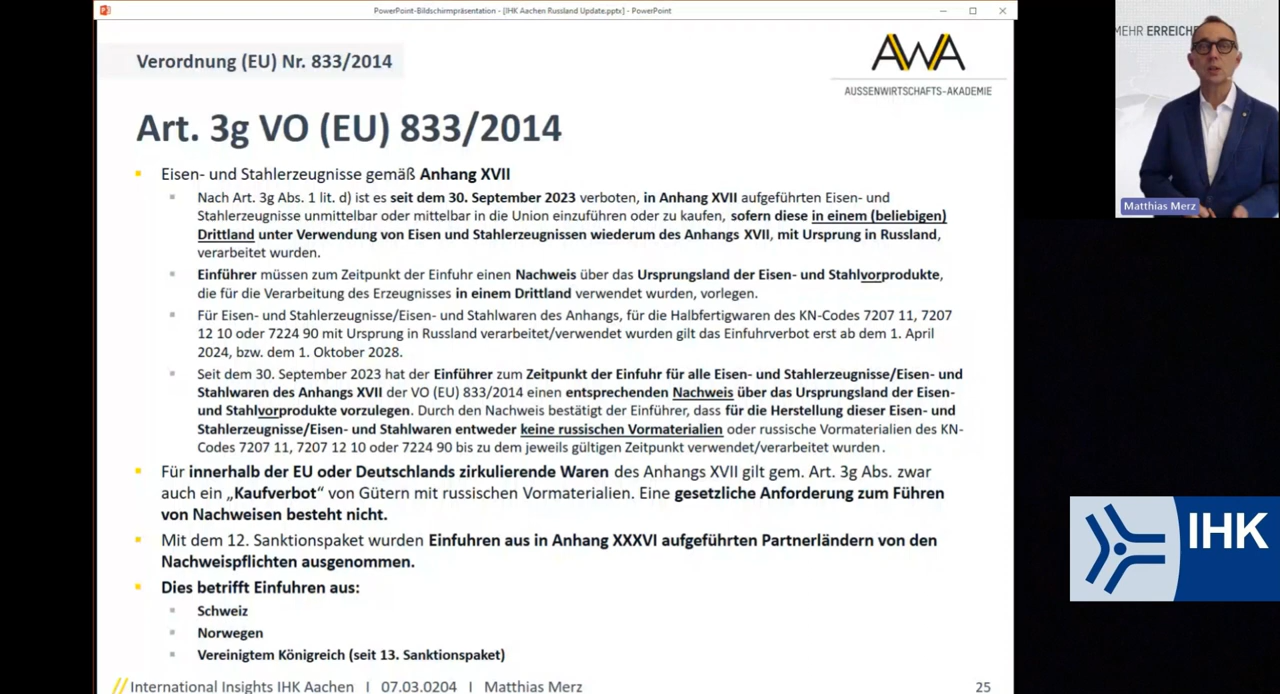 PowerPoint-Bildschirmpräsentation - [IHK Aachen Russland Update.pptx] - PowerPoint
Verordnung (EU) Nr. 833/2014
AWA
AUSSENWIRTSCHAFTS-AKADEMIE
Art. 3g VO (EU) 833/2014
Eisen- und Stahlerzeugnisse gemäß Anhang XVII
Nach Art. 3g Abs. 1 lit. d) ist es seit dem 30. September 2023 verboten, in Anhang XVII aufgeführten Eisen- und
Stahlerzeugnisse unmittelbar oder mittelbar in die Union einzuführen oder zu kaufen, sofern diese in einem (beliebigen)
Drittland unter Verwendung von Eisen und Stahlerzeugnissen wiederum des Anhangs XVII, mit Ursprung in Russland,
verarbeitet wurden.
Einführer müssen zum Zeitpunkt der Einfuhr einen Nachweis über das Ursprungsland der Eisen- und Stahlvorprodukte,
die für die Verarbeitung des Erzeugnisses in einem Drittland verwendet wurden, vorlegen.
Für Eisen- und Stahlerzeugnisse/Eisen- und Stahlwaren des Anhangs, für die Halbfertigwaren des KN-Codes 7207 11, 7207
12 10 oder 7224 90 mit Ursprung in Russland verarbeitet/verwendet wurden gilt das Einfuhrverbot erst ab dem 1. April
2024, bzw. dem 1. Oktober 2028.
Seit dem 30. September 2023 hat der Einführer zum Zeitpunkt der Einfuhr für alle Eisen- und Stahlerzeugnisse/Eisen- und
Stahlwaren des Anhangs XVII der VO (EU) 833/2014 einen entsprechenden Nachweis über das Ursprungsland der Eisen-
und Stahlvorprodukte vorzulegen. Durch den Nachweis bestätigt der Einführer, dass für die Herstellung dieser Eisen- und
Stahlerzeugnisse/Eisen- und Stahlwaren entweder keine russischen Vormaterialien oder russische Vormaterialien des KN-
Codes 7207 11, 7207 12 10 oder 7224 90 bis zu dem jeweils gültigen Zeitpunkt verwendet/verarbeitet wurden.
Für innerhalb der EU oder Deutschlands zirkulierende Waren des Anhangs XVII gilt gem. Art. 3g Abs. zwar
auch ein „Kaufverbot“ von Gütern mit russischen Vormaterialien. Eine gesetzliche Anforderung zum Führen
von Nachweisen besteht nicht.
Mit dem 12. Sanktionspaket wurden Einfuhren aus in Anhang XXXVI aufgeführten Partnerländern von den
Nachweispflichten ausgenommen.
Dies betrifft Einfuhren aus:
Schweiz
Norwegen
Vereinigtem Königreich (seit 13. Sanktionspaket)
// International Insights IHK Aachen I 07.03.0204 I Matthias Merz
25
MEHR ERREICHE
Matthias Merz
IHK